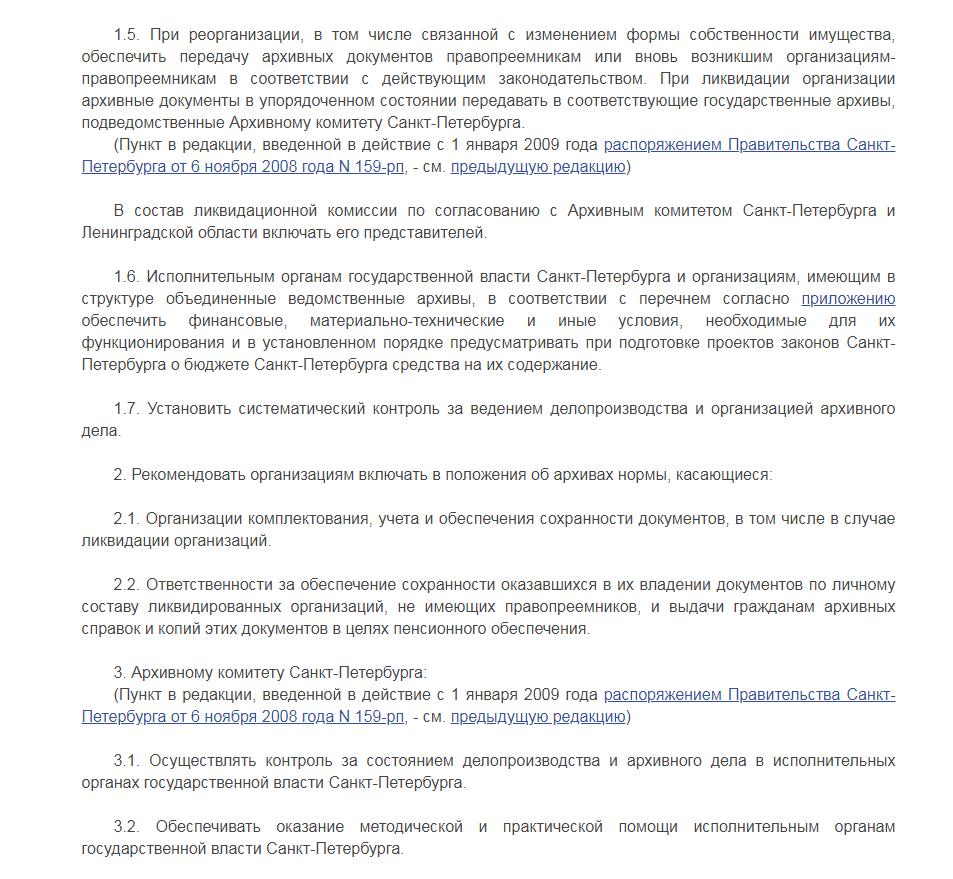 1.5. При реорганизации, в том числе связанной с изменением формы собственности имущества,
обеспечить передачу архивных документов правопреемникам или вновь возникшим организациям-
правопреемникам в соответствии с действующим законодательством. При ликвидации организации
архивные документы в упорядоченном состоянии передавать в соответствующие государственные архивы,
подведомственные Архивному комитету Санкт-Петербурга.
(Пункт в редакции, введенной в действие с 1 января 2009 года распоряжением Правительства Санкт-
Петербурга от 6 ноября 2008 года N 159-рп, - см. предыдущую редакцию)
В состав ликвидационной комиссии по согласованию с Архивным комитетом Санкт-Петербурга и
Ленинградской области включать его представителей.
1.6. Исполнительным органам государственной власти Санкт-Петербурга и организациям, имеющим в
структуре объединенные ведомственные архивы, в соответствии с перечнем согласно приложению
обеспечить финансовые, материально-технические и иные условия, необходимые для их
функционирования и в установленном порядке предусматривать при подготовке проектов законов Санкт-
Петербурга о бюджете Санкт-Петербурга средства на их содержание.
1.7. Установить систематический контроль за ведением делопроизводства и организацией архивного
дела.
2. Рекомендовать организациям включать в положения об архивах нормы, касающиеся:
2.1. Организации комплектования, учета и обеспечения сохранности документов, в том числе в случае
ликвидации организаций.
2.2. Ответственности за обеспечение сохранности оказавшихся в их владении документов по личному
составу ликвидированных организаций, не имеющих правопреемников, и выдачи гражданам архивных
справок и копий этих документов в целях пенсионного обеспечения.
3. Архивному комитету Санкт-Петербурга:
(Пункт в редакции, введенной в действие с 1 января 2009 года распоряжением Правительства Санкт-
Петербурга от 6 ноября 2008 года N 159-рп, - см. предыдущую редакцию)
3.1. Осуществлять контроль за состоянием делопроизводства и архивного дела в исполнительных
органах государственной власти Санкт-Петербурга.
3.2. Обеспечивать оказание методической и практической помощи исполнительным органам
государственной власти Санкт-Петербурга.